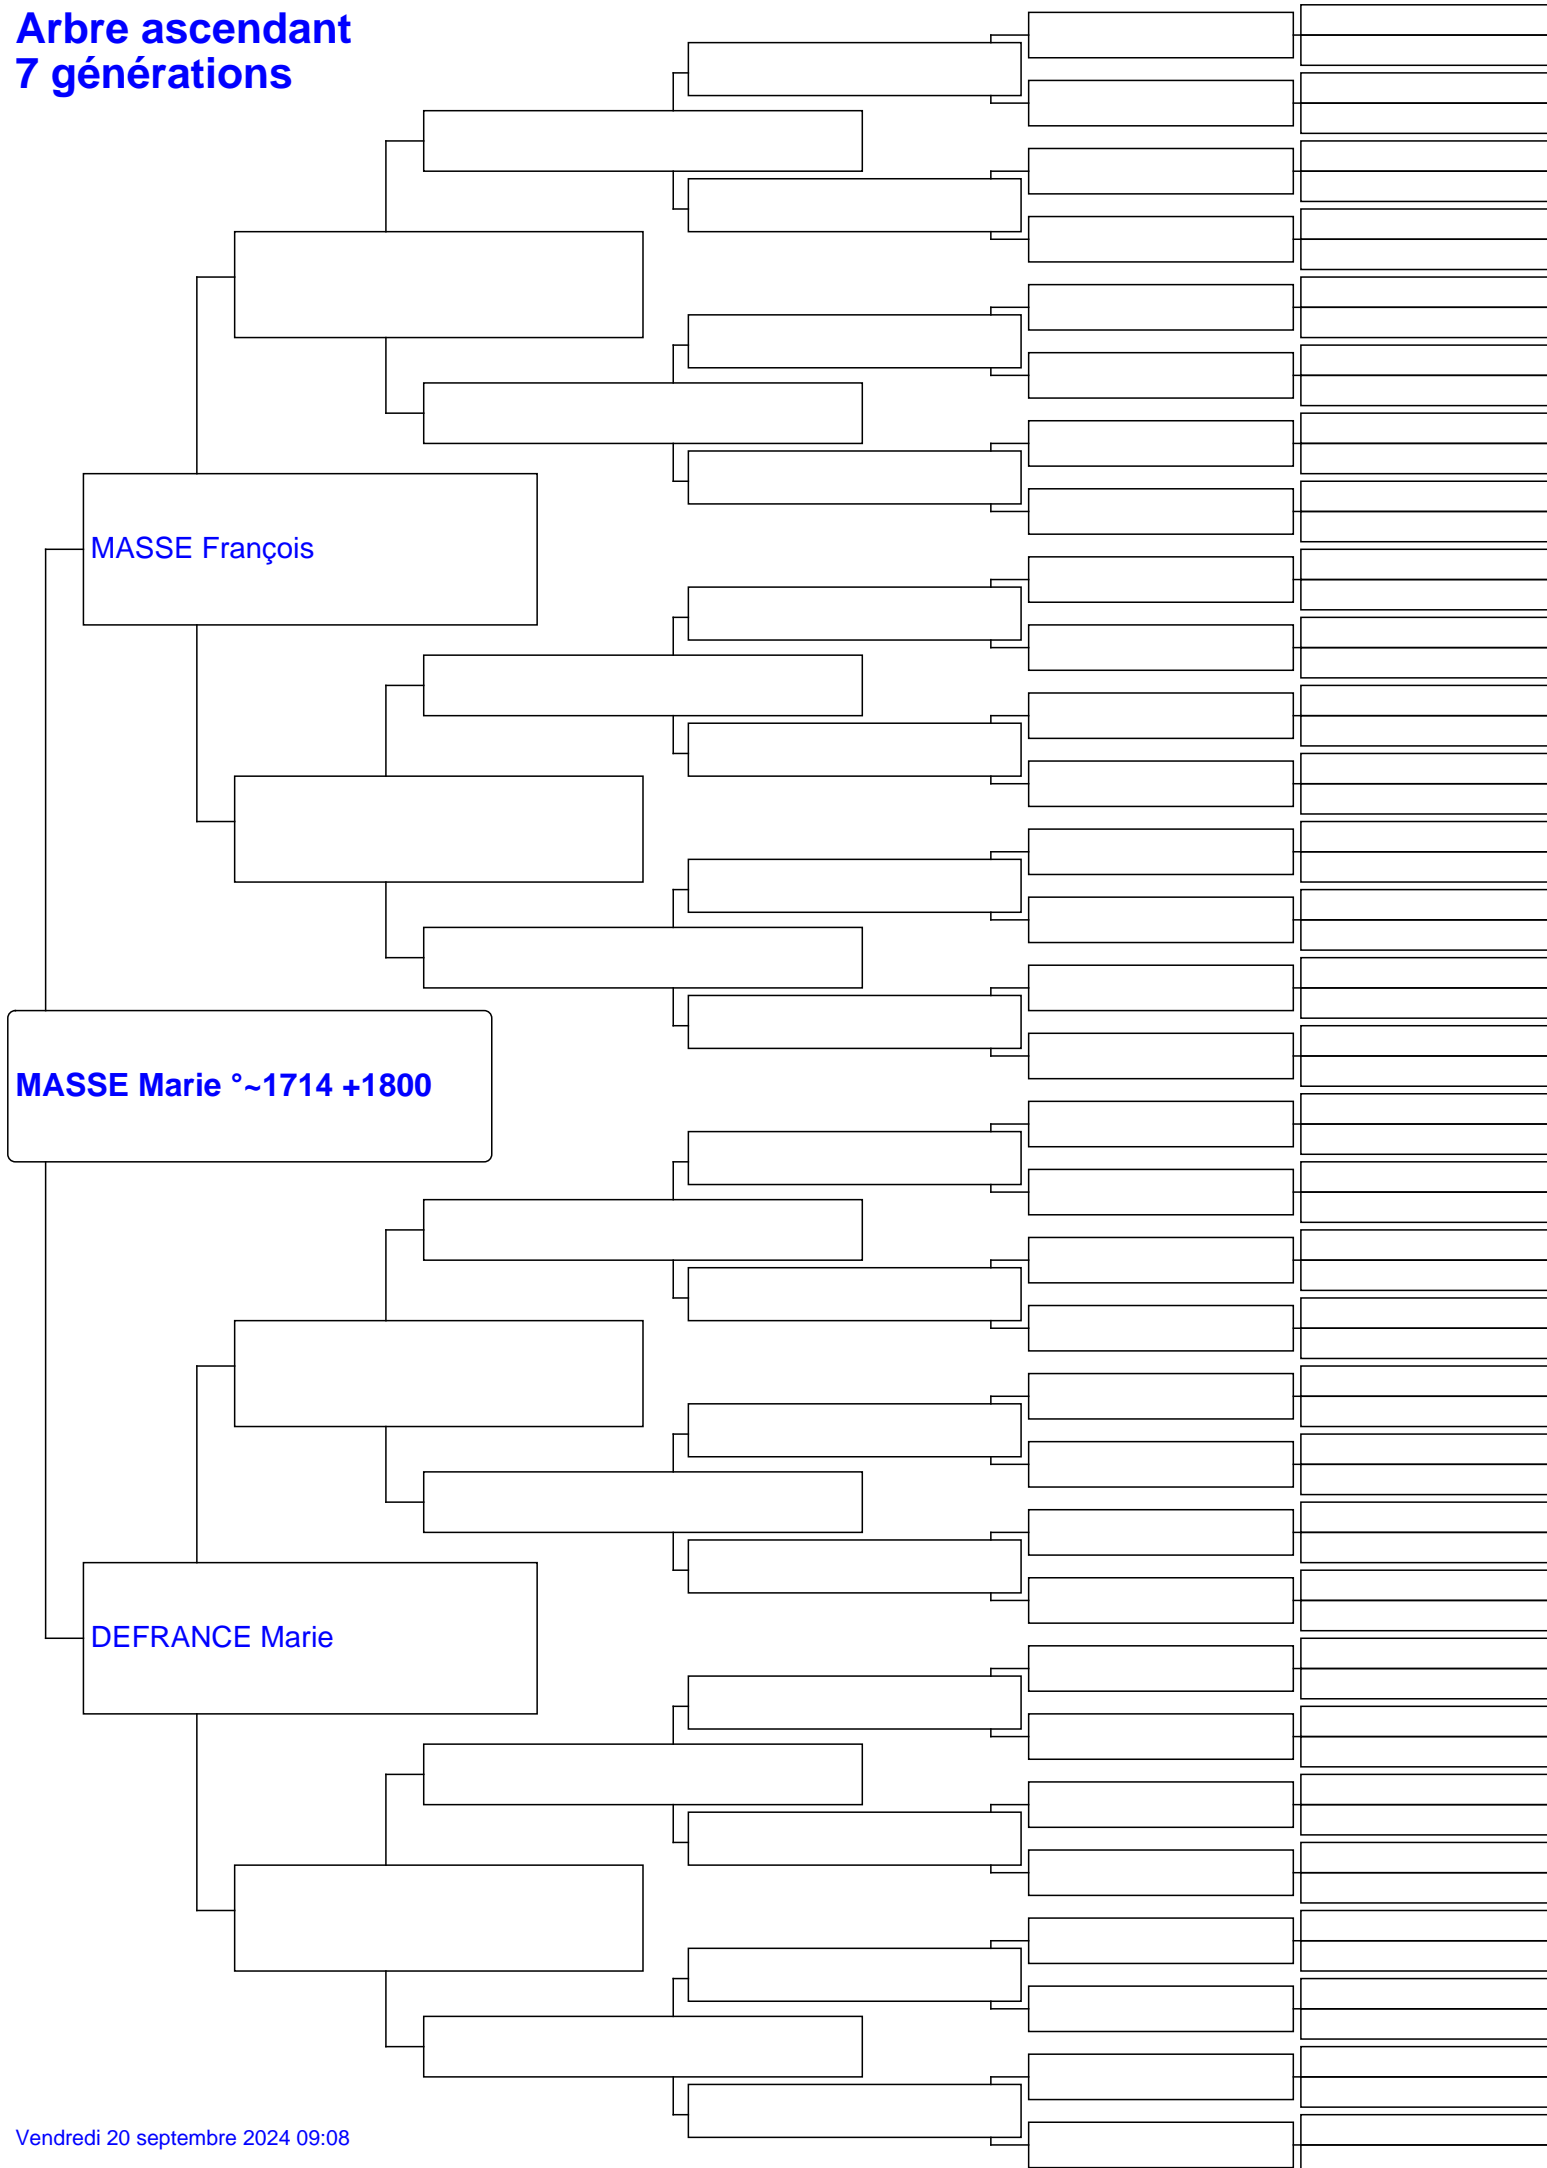 Arbre ascendant
7 générations
MASSE François
MASSE Marie °~1714 +1800
DEFRANCE Marie
Vendredi 20 septembre 2024 09:08